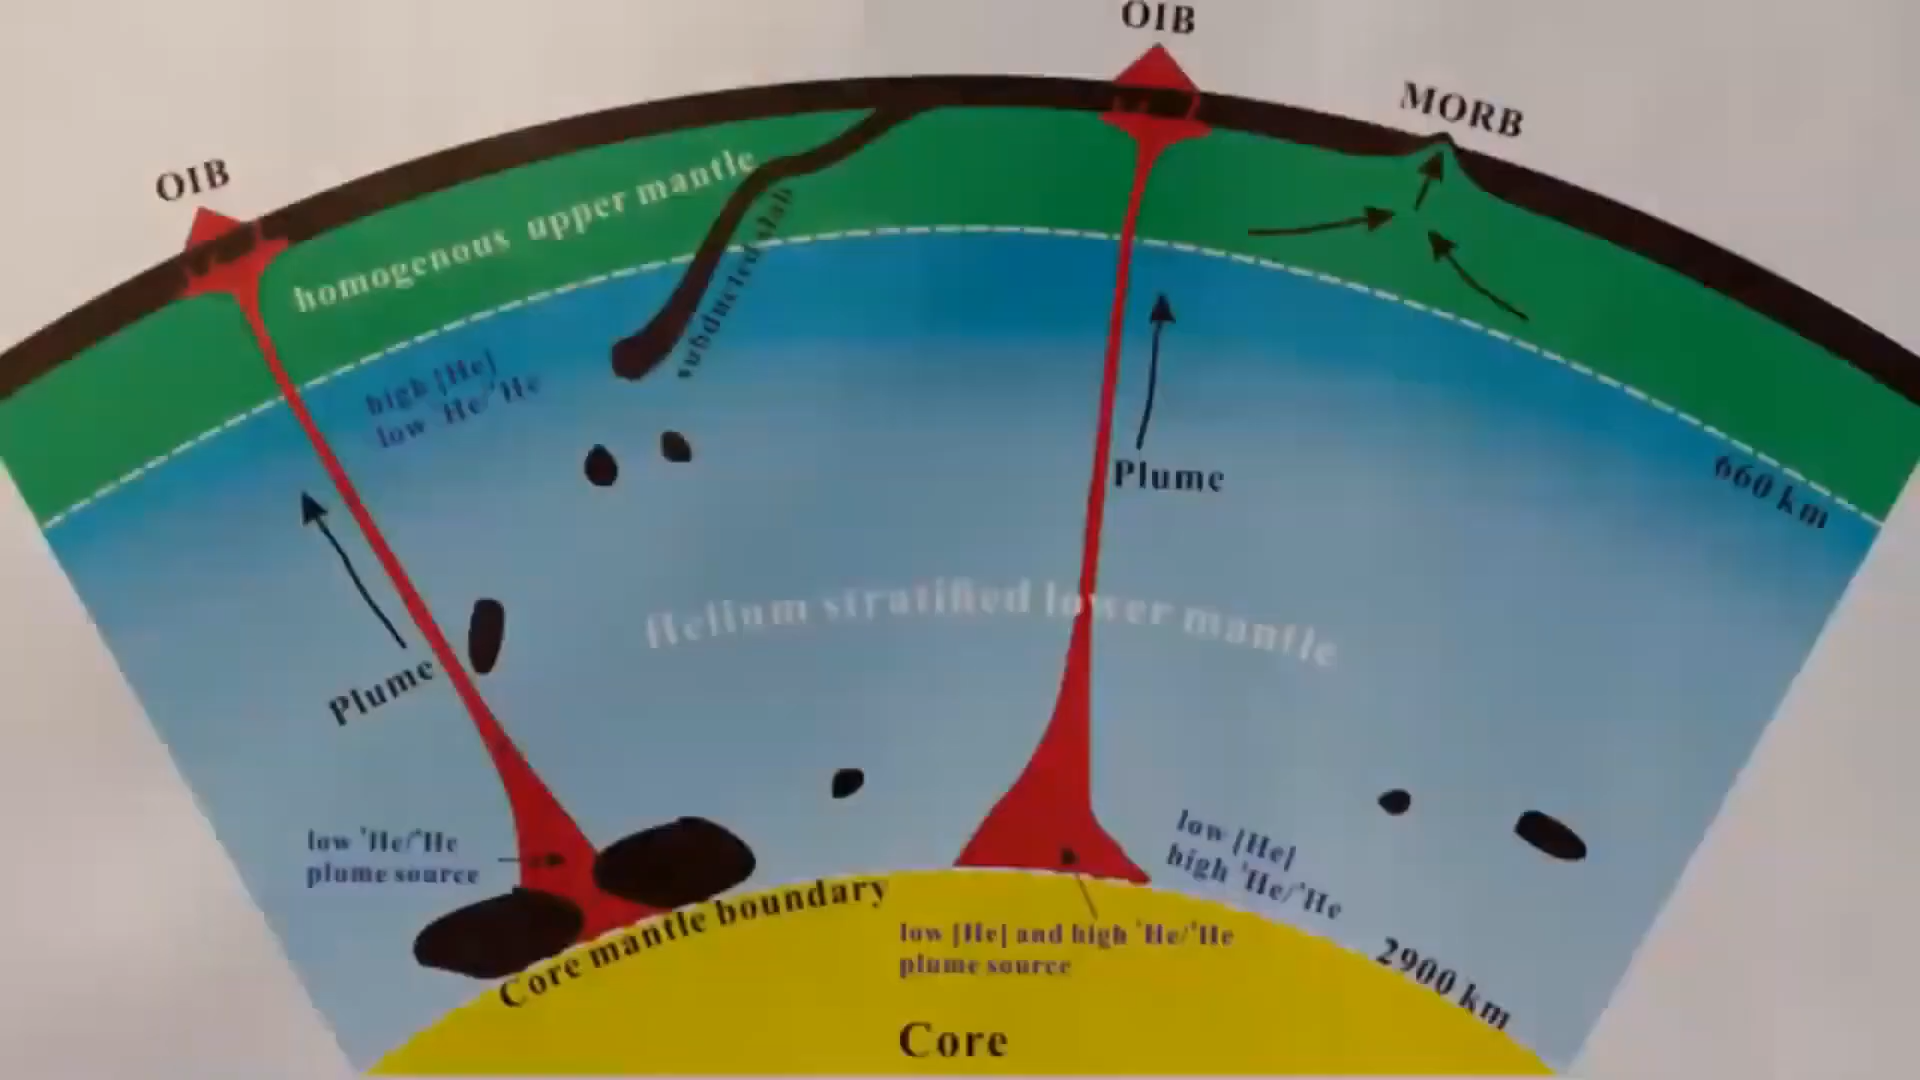 OIB
OIB
MORB
homogenous upper mantle
subducted slab
high [He]
low ³He/⁴He
Plume
660 km
Helium stratified lower mantle
Plume
low ³He/⁴He
plume source
low [He]
high ³He/⁴He
Core mantle boundary
low [He] and high ³He/⁴He
plume source
2900 km
Core